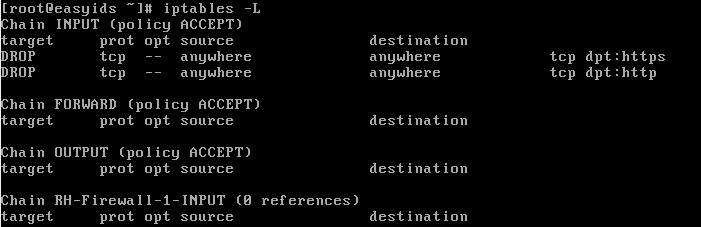 [root@easyids ~]# iptables -L
Chain INPUT (policy ACCEPT)
target     prot opt source               destination
DROP       tcp  --  anywhere             anywhere            tcp dpt:https
DROP       tcp  --  anywhere             anywhere            tcp dpt:http
Chain FORWARD (policy ACCEPT)
target     prot opt source               destination
Chain OUTPUT (policy ACCEPT)
target     prot opt source               destination
Chain RH-Firewall-1-INPUT (0 references)
target     prot opt source               destination